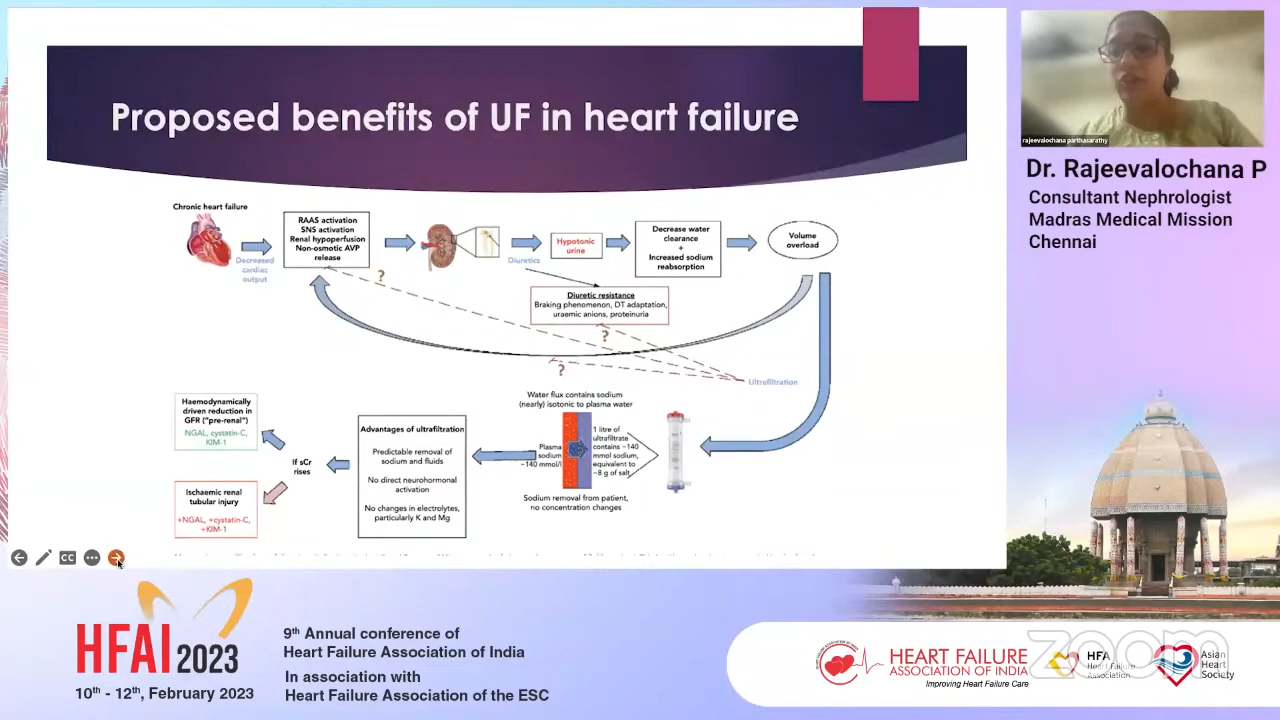 Proposed benefits of UF in heart failure
Chronic heart failure
Decreased
cardiac
output
RAAS activation
SNS activation
Renal hypoperfusion
Non-osmotic AVP
release
?
Diuretics
Hypotonic
urine
Decrease water
clearance
+
Increased sodium
reabsorption
Volume
overload
Diuretic resistance
Braking phenomenon, DT adaptation,
uraemic anions, proteinuria
?
?
Ultrafiltration
Water flux contains sodium
(nearly) isotonic to plasma water
Plasma
sodium
~140 mmol/l
1 litre of
ultrafiltrate
contains ~140
mmol sodium,
equivalent to
~8 g of salt
Sodium removal from patient,
no concentration changes
Advantages of ultrafiltration
Predictable removal of
sodium and fluids
No direct neurohormonal
activation
No changes in electrolytes,
particularly K and Mg
If sCr
rises
Haemodynamically
driven reduction in
GFR ("pre-renal")
NGAL, cystatin-C,
KIM-1
Ischaemic renal
tubular injury
+NGAL, +cystatin-C,
+KIM-1
CC
rajeevalochana parthasarathy
Dr. Rajeevalochana P
Consultant Nephrologist
Madras Medical Mission
Chennai
HFAI 2023
10th - 12th, February 2023
9th Annual conference of
Heart Failure Association of India
In association with
Heart Failure Association of the ESC
HEART FAILURE
ASSOCIATION OF INDIA
Improving Heart Failure Care
HFA
Heart Failure
Association
Asian
Heart
Society
zoom